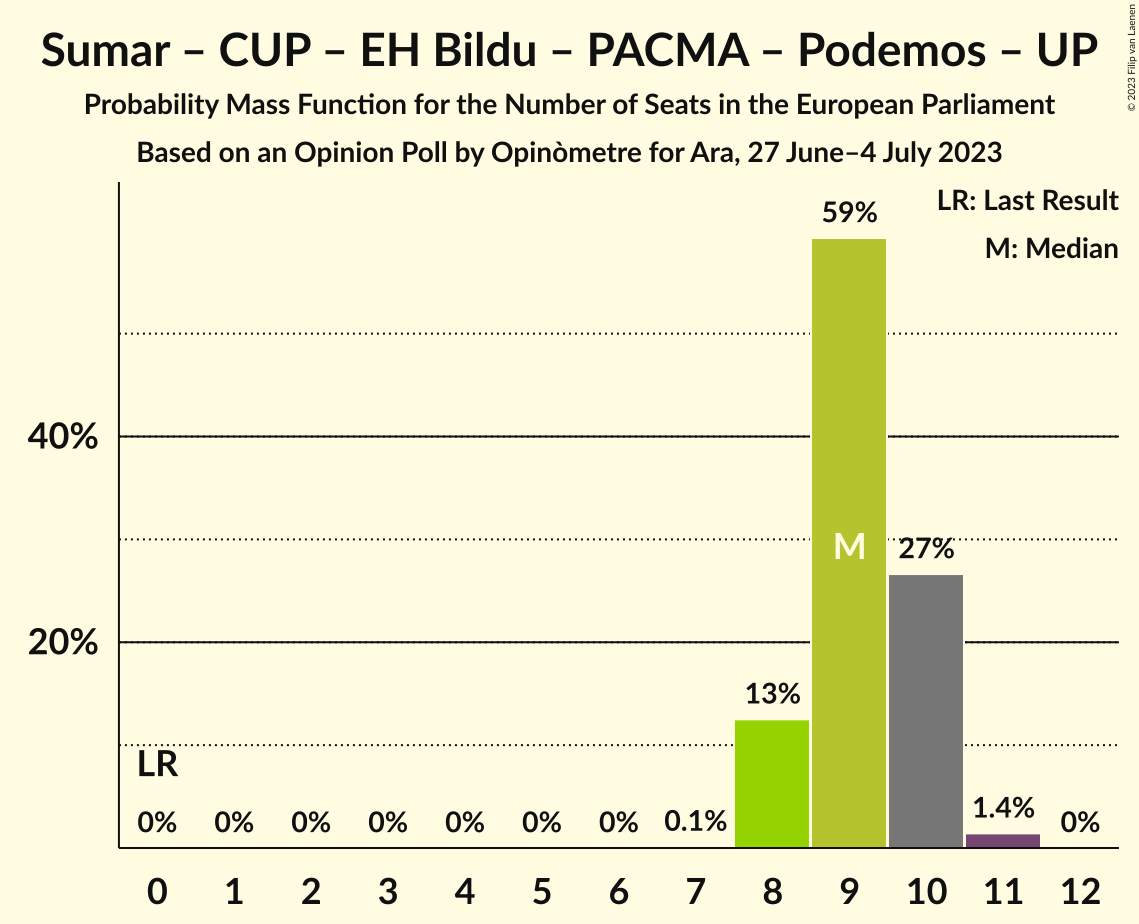 Sumar – CUP – EH Bildu – PACMA – Podemos – UP
Probability Mass Function for the Number of Seats in the European Parliament
Based on an Opinion Poll by Opinòmetre for Ara, 27 June–4 July 2023
© 2023 Filip van Laenen
LR: Last Result
M: Median
59%
40%
M
27%
20%
13%
LR
0% 0% 0% 0% 0% 0% 0% 0.1% 1.4% 0%
0 1 2 3 4 5 6 7 8 9 10 11 12